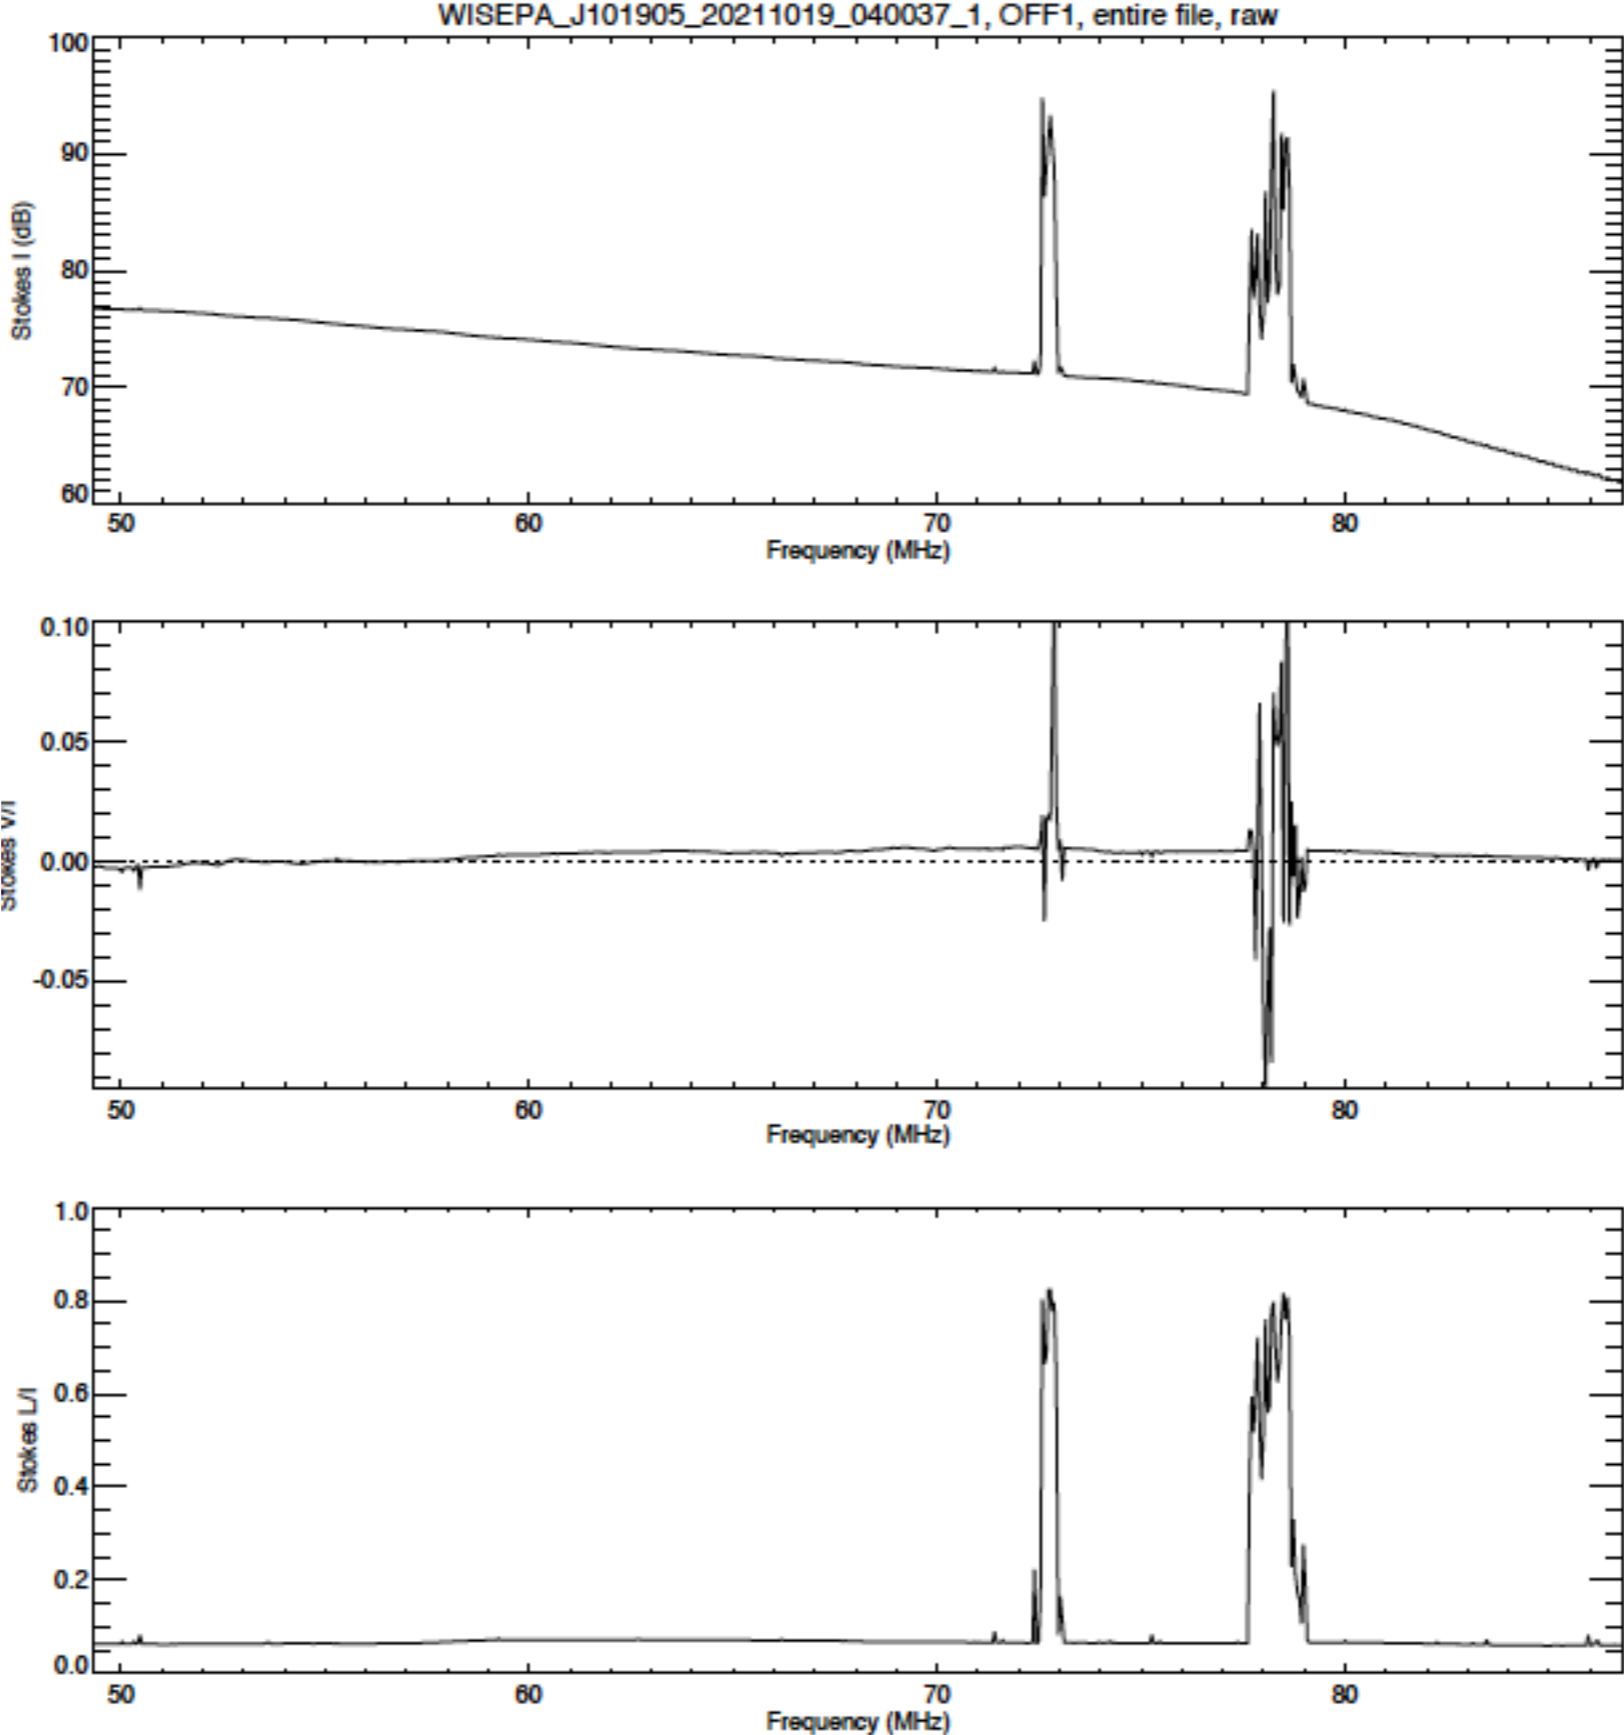 WISEPA_J101905_20211019_040037_1, OFF1, entire file, raw
100
90
80
70
60
Stokes I (dB)
50 60 70 80
Frequency (MHz)
0.10
0.05
0.00
-0.05
Stokes V/I
50 60 70 80
Frequency (MHz)
1.0
0.8
0.6
0.4
0.2
0.0
Stokes L/I
50 60 70 80
Frequency (MHz)